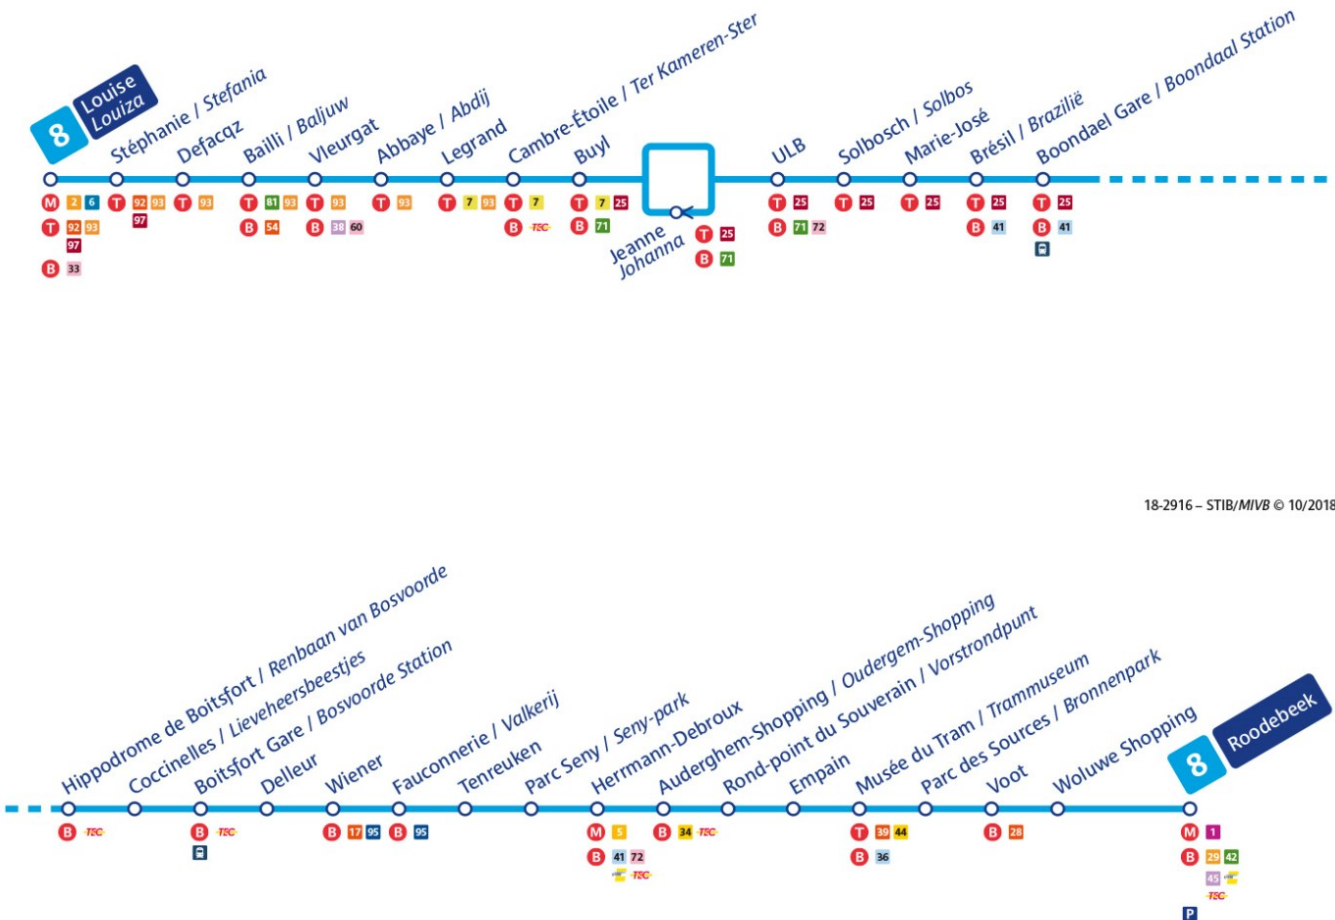 8
Louise
Louiza
Stéphanie / Stefania
Defacqz
Bailli / Baljuw
Vleurgat
Abbaye / Abdij
Legrand
Cambre-Étoile / Ter Kameren-Ster
Buyl
Jeanne
Johanna
ULB
Solbosch / Solbos
Marie-José
Brésil / Brazilië
Boondael Gare / Boondaal Station
M 2 6
T 92 93
97
B 33
T 92 93
97
T 93
T 81 93
B 54
T 93
B 38 60
T 93
T 7 93
T 7
B TEC
T 7 25
B 71
T 25
B 71
T 25
B 71 72
T 25
T 25
T 25
B 41
T 25
B 41
18-2916 – STIB/MIVB © 10/2018
Hippodrome de Boitsfort / Renbaan van Bosvoorde
Coccinelles / Lieveheersbeestjes
Boitsfort Gare / Bosvoorde Station
Delleur
Wiener
Fauconnerie / Valkerij
Tenreuken
Parc Seny / Seny-park
Herrmann-Debroux
Auderghem-Shopping / Oudergem-Shopping
Rond-point du Souverain / Vorstrondpunt
Empain
Musée du Tram / Trammuseum
Parc des Sources / Bronnenpark
Voot
Woluwe Shopping
8
Roodebeek
B TEC
B TEC
B 17 95
B 95
M 5
B 41 72
TEC
B 34 TEC
T 39 44
B 36
B 28
M 1
B 29 42
45
TEC
P